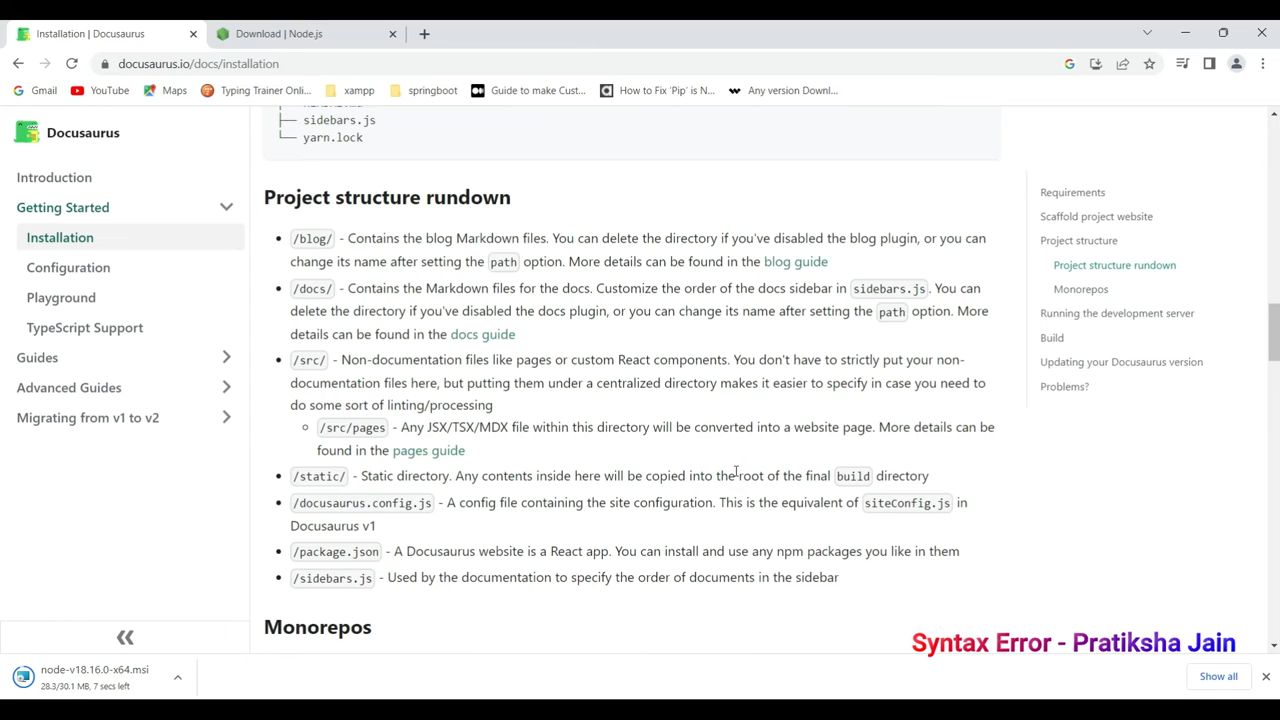 Installation | Docusaurus
Download | Node.js
docusaurus.io/docs/installation
Gmail
YouTube
Maps
Typing Trainer Onli...
xampp
springboot
Guide to make Cust...
How to Fix 'Pip' is N...
Any version Downl...
Docusaurus
Introduction
Getting Started
Installation
Configuration
Playground
TypeScript Support
Guides
Advanced Guides
Migrating from v1 to v2
├── sidebars.js
└── yarn.lock
Project structure rundown
• /blog/ - Contains the blog Markdown files. You can delete the directory if you've disabled the blog plugin, or you can
change its name after setting the path option. More details can be found in the blog guide
• /docs/ - Contains the Markdown files for the docs. Customize the order of the docs sidebar in sidebars.js. You can
delete the directory if you've disabled the docs plugin, or you can change its name after setting the path option. More
details can be found in the docs guide
• /src/ - Non-documentation files like pages or custom React components. You don't have to strictly put your non-
documentation files here, but putting them under a centralized directory makes it easier to specify in case you need to
do some sort of linting/processing
◦ /src/pages - Any JSX/TSX/MDX file within this directory will be converted into a website page. More details can be
found in the pages guide
• /static/ - Static directory. Any contents inside here will be copied into the root of the final build directory
• /docusaurus.config.js - A config file containing the site configuration. This is the equivalent of siteConfig.js in
Docusaurus v1
• /package.json - A Docusaurus website is a React app. You can install and use any npm packages you like in them
• /sidebars.js - Used by the documentation to specify the order of documents in the sidebar
Monorepos
Requirements
Scaffold project website
Project structure
Project structure rundown
Monorepos
Running the development server
Build
Updating your Docusaurus version
Problems?
Syntax Error - Pratiksha Jain
node-v18.16.0-x64.msi
28.3/30.1 MB, 7 secs left
Show all